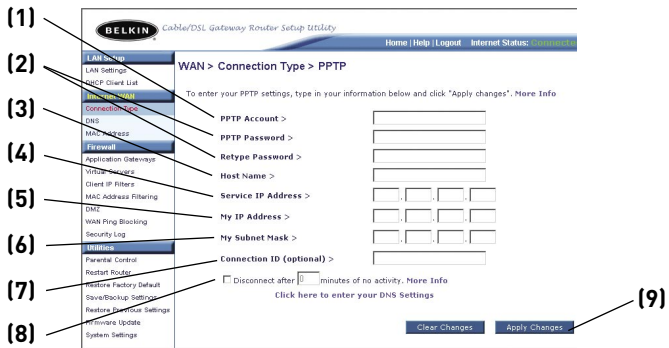 (1)
(2)
(3)
(4)
(5)
(6)
(7)
(8)
(9)
BELKIN
Cable/DSL Gateway Router Setup Utility
Home | Help | Logout Internet Status: Connected
LAN Setup
LAN Settings
DHCP Client List
Internet WAN
Connection Type
DNS
MAC Address
Firewall
Application Gateways
Virtual Servers
Client IP Filters
MAC Address Filtering
DMZ
WAN Ping Blocking
Security Log
Utilities
Parental Control
Restart Router
Restore Factory Default
Save/Backup Settings
Restore Previous Settings
Firmware Update
System Settings
WAN > Connection Type > PPTP
To enter your PPTP settings, type in your information below and click "Apply changes". More Info
PPTP Account >
PPTP Password >
Retype Password >
Host Name >
Service IP Address >
My IP Address >
My Subnet Mask >
Connection ID (optional) >
Disconnect after 0 minutes of no activity. More Info
Click here to enter your DNS Settings
Clear Changes
Apply Changes